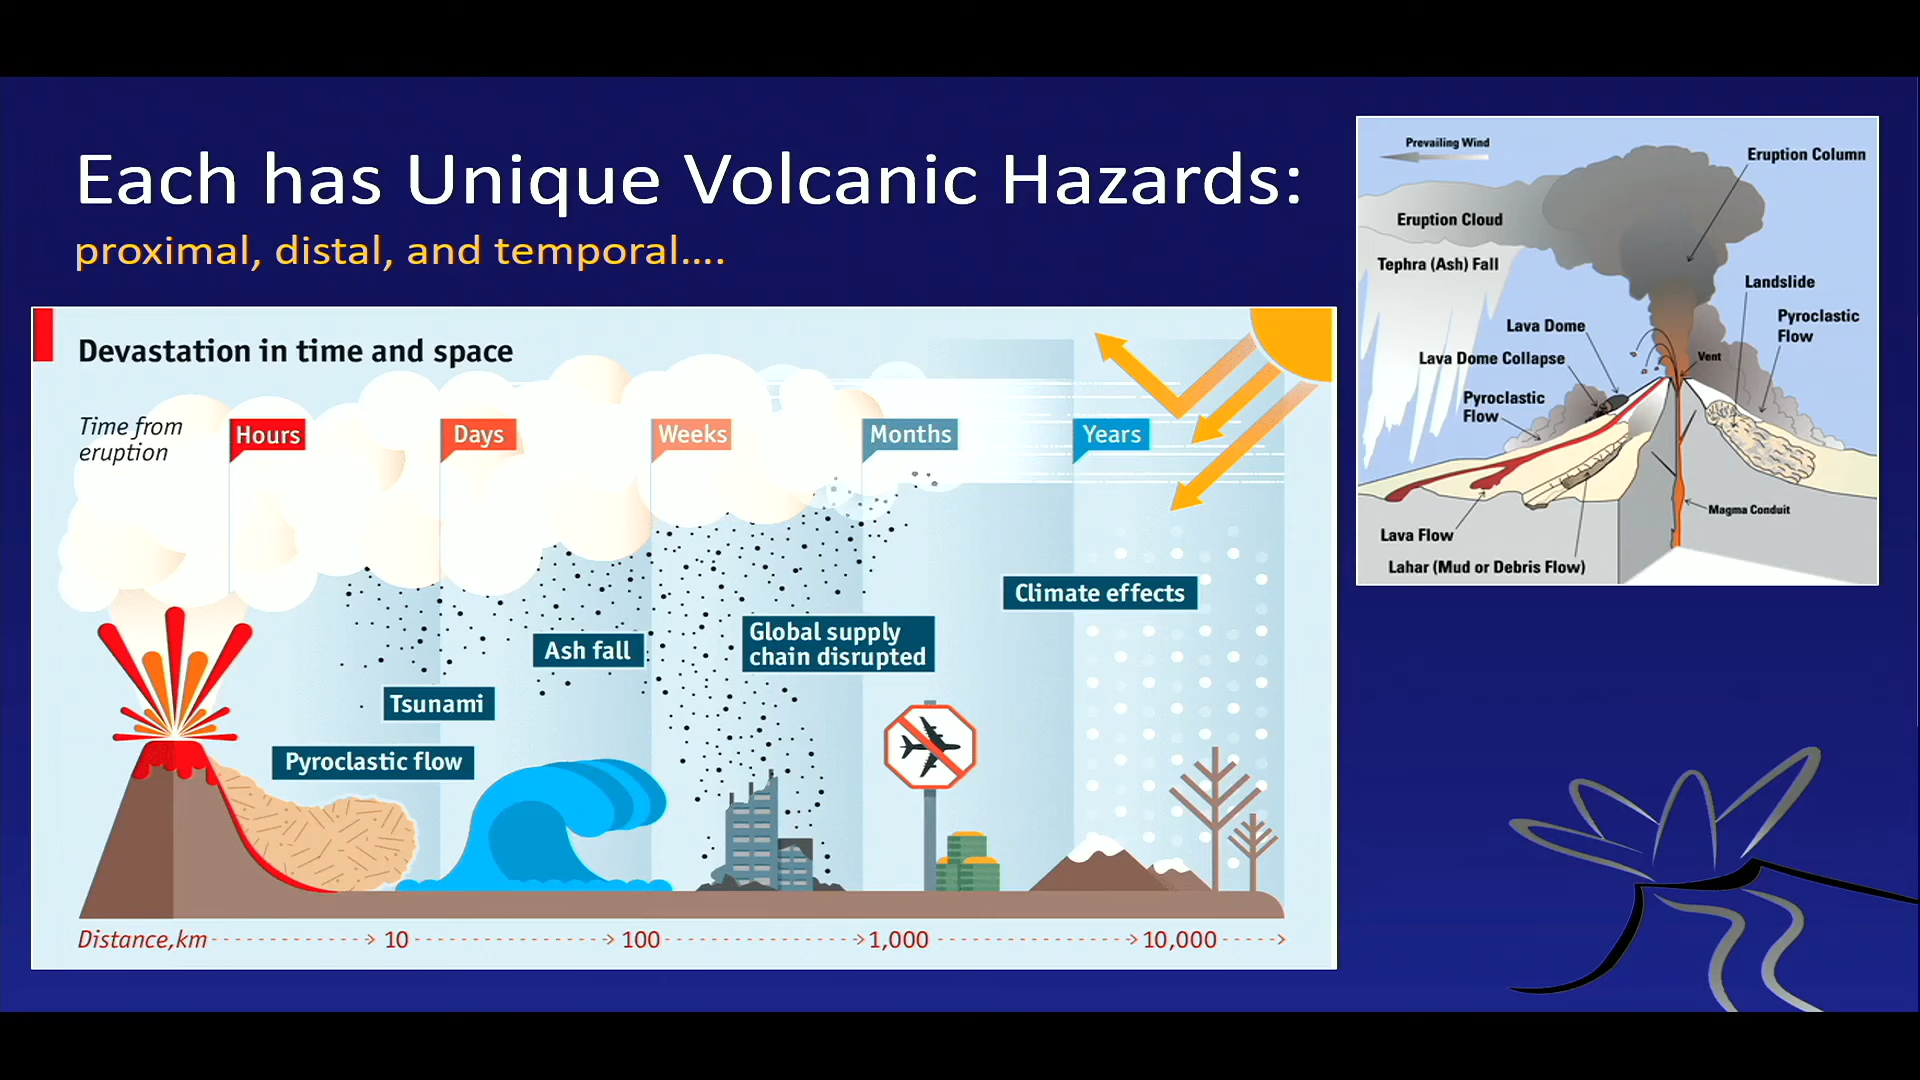 Each has Unique Volcanic Hazards:
proximal, distal, and temporal....
Devastation in time and space
Time from
eruption
Hours
Days
Weeks
Months
Years
Climate effects
Global supply
chain disrupted
Ash fall
Tsunami
Pyroclastic flow
Distance,km
10
100
1,000
10,000
Prevailing Wind
Eruption Column
Eruption Cloud
Tephra (Ash) Fall
Landslide
Pyroclastic
Flow
Lava Dome
Lava Dome Collapse
Vent
Pyroclastic
Flow
Magma Conduit
Lava Flow
Lahar (Mud or Debris Flow)